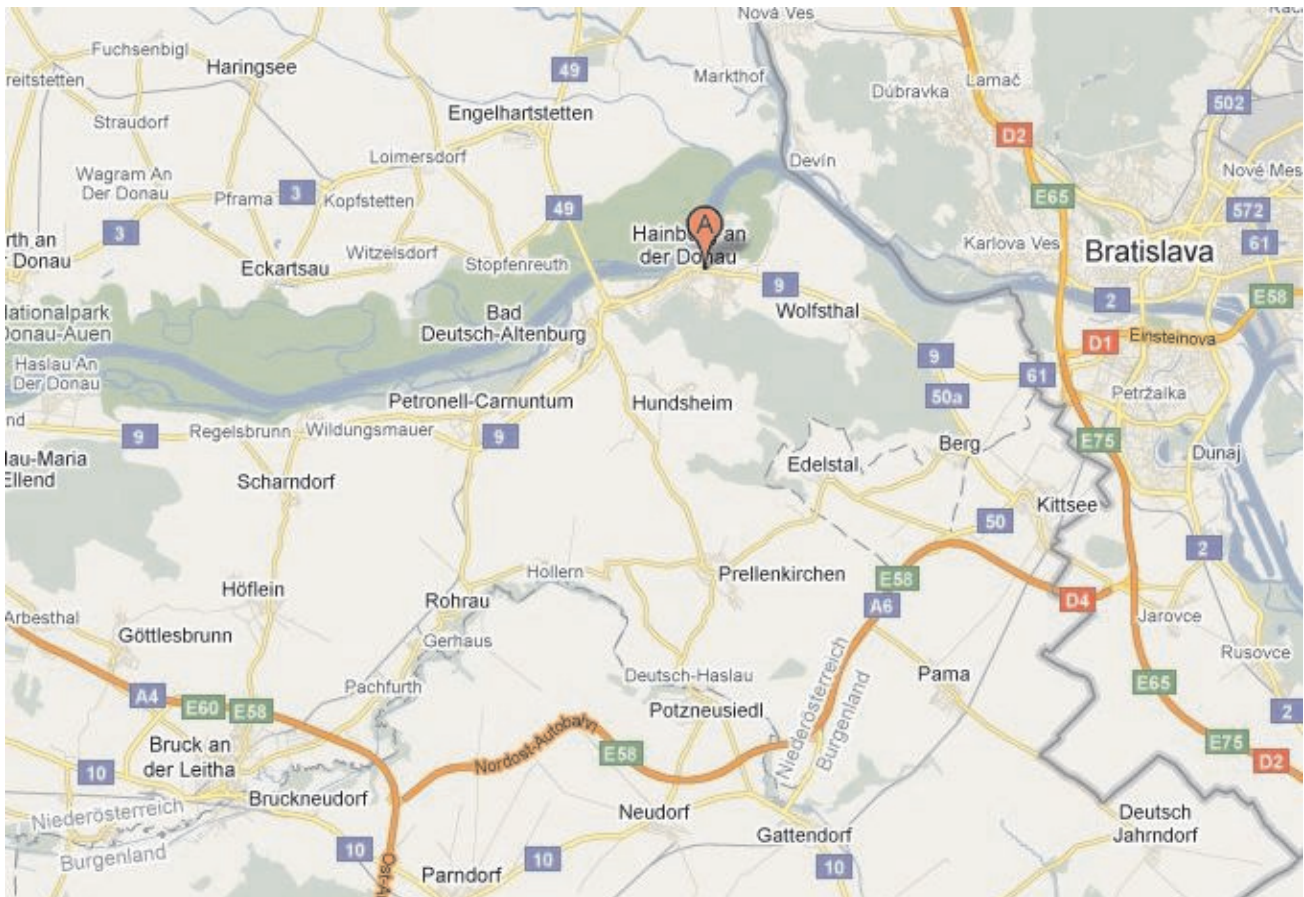 Nová Ves
Fuchsenbigl
Haringsee
49
Markthof
Lamač
Dúbravka
reitstetten
502
Straudorf
Engelhartstetten
D2
Loimersdorf
Devín
Nové Mes
Wagram An
Der Donau
Pframa
3
Kopfstetten
E65
49
572
3
Hainburg an
der Donau
A
Karlova Ves
61
Bratislava
rth an
r Donau
Witzelsdorf
Eckartsau
Stopfenreuth
9
2
E58
Nationalpark
Donau-Auen
Bad
Deutsch-Altenburg
Wolfsthal
Einsteinova
D1
Haslau An
Der Donau
9
61
50a
Petržalka
Petronell-Carnuntum
Hundsheim
nd
9
Regelsbrunn
Wildungsmauer
9
E75
Berg
Dunaj
lau-Maria
Ellend
Edelstal
Scharndorf
Kittsee
50
2
Höllern
Prellenkirchen
E58
Höflein
Rohrau
A6
D4
Jarovce
Arbesthal
Göttlesbrunn
Gerhaus
Rusovce
Deutsch-Haslau
Pama
Pachfurth
E65
A4
E60
E58
Potzneusiedl
Niederösterreich
Burgenland
2
Nordost-Autobahn
E58
E75
D2
Bruck an
der Leitha
10
Bruckneudorf
Niederösterreich
Burgenland
Neudorf
Gattendorf
Deutsch
Jahrndorf
10
10
10
Parndorf
Ost-A